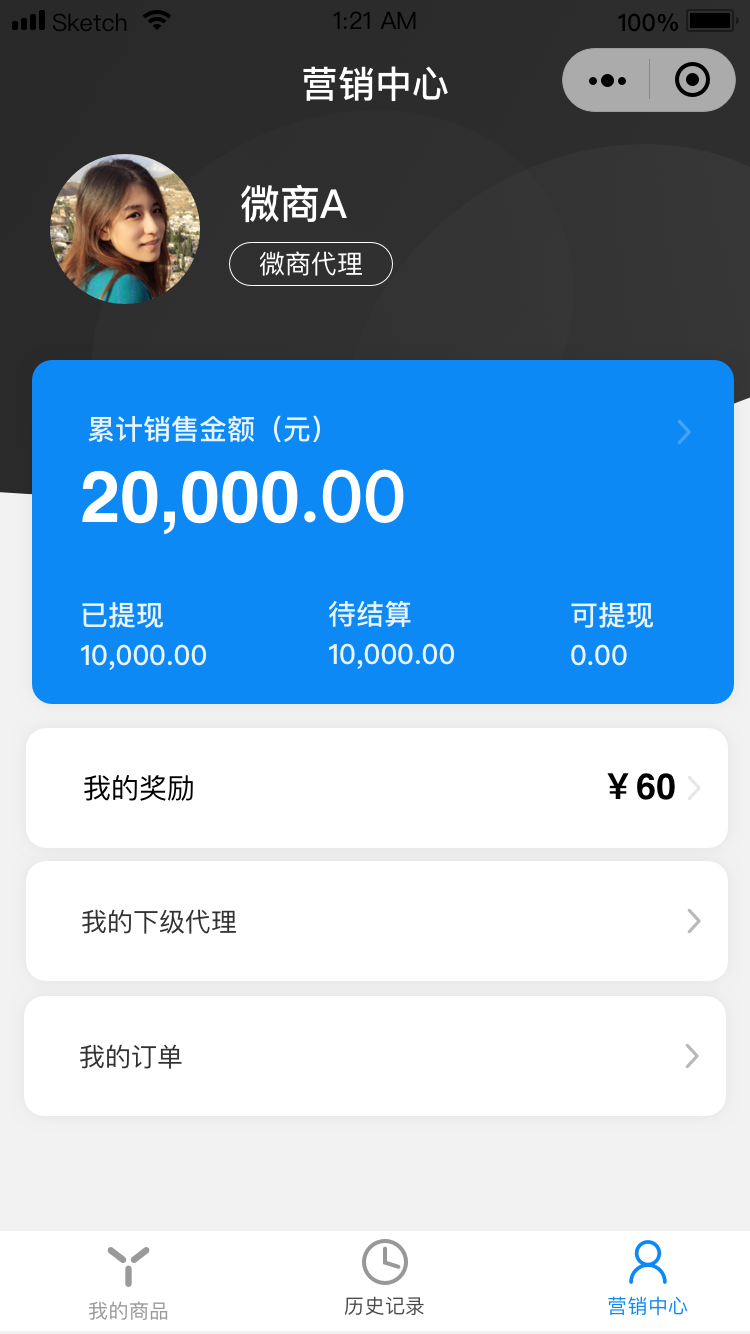 Sketch 1:21 AM 100%
营销中心
微商A
微商代理
累计销售金额（元）
20,000.00
已提现 待结算 可提现
10,000.00 10,000.00 0.00
我的奖励 ￥60
我的下级代理
我的订单
我的商品 历史记录 营销中心